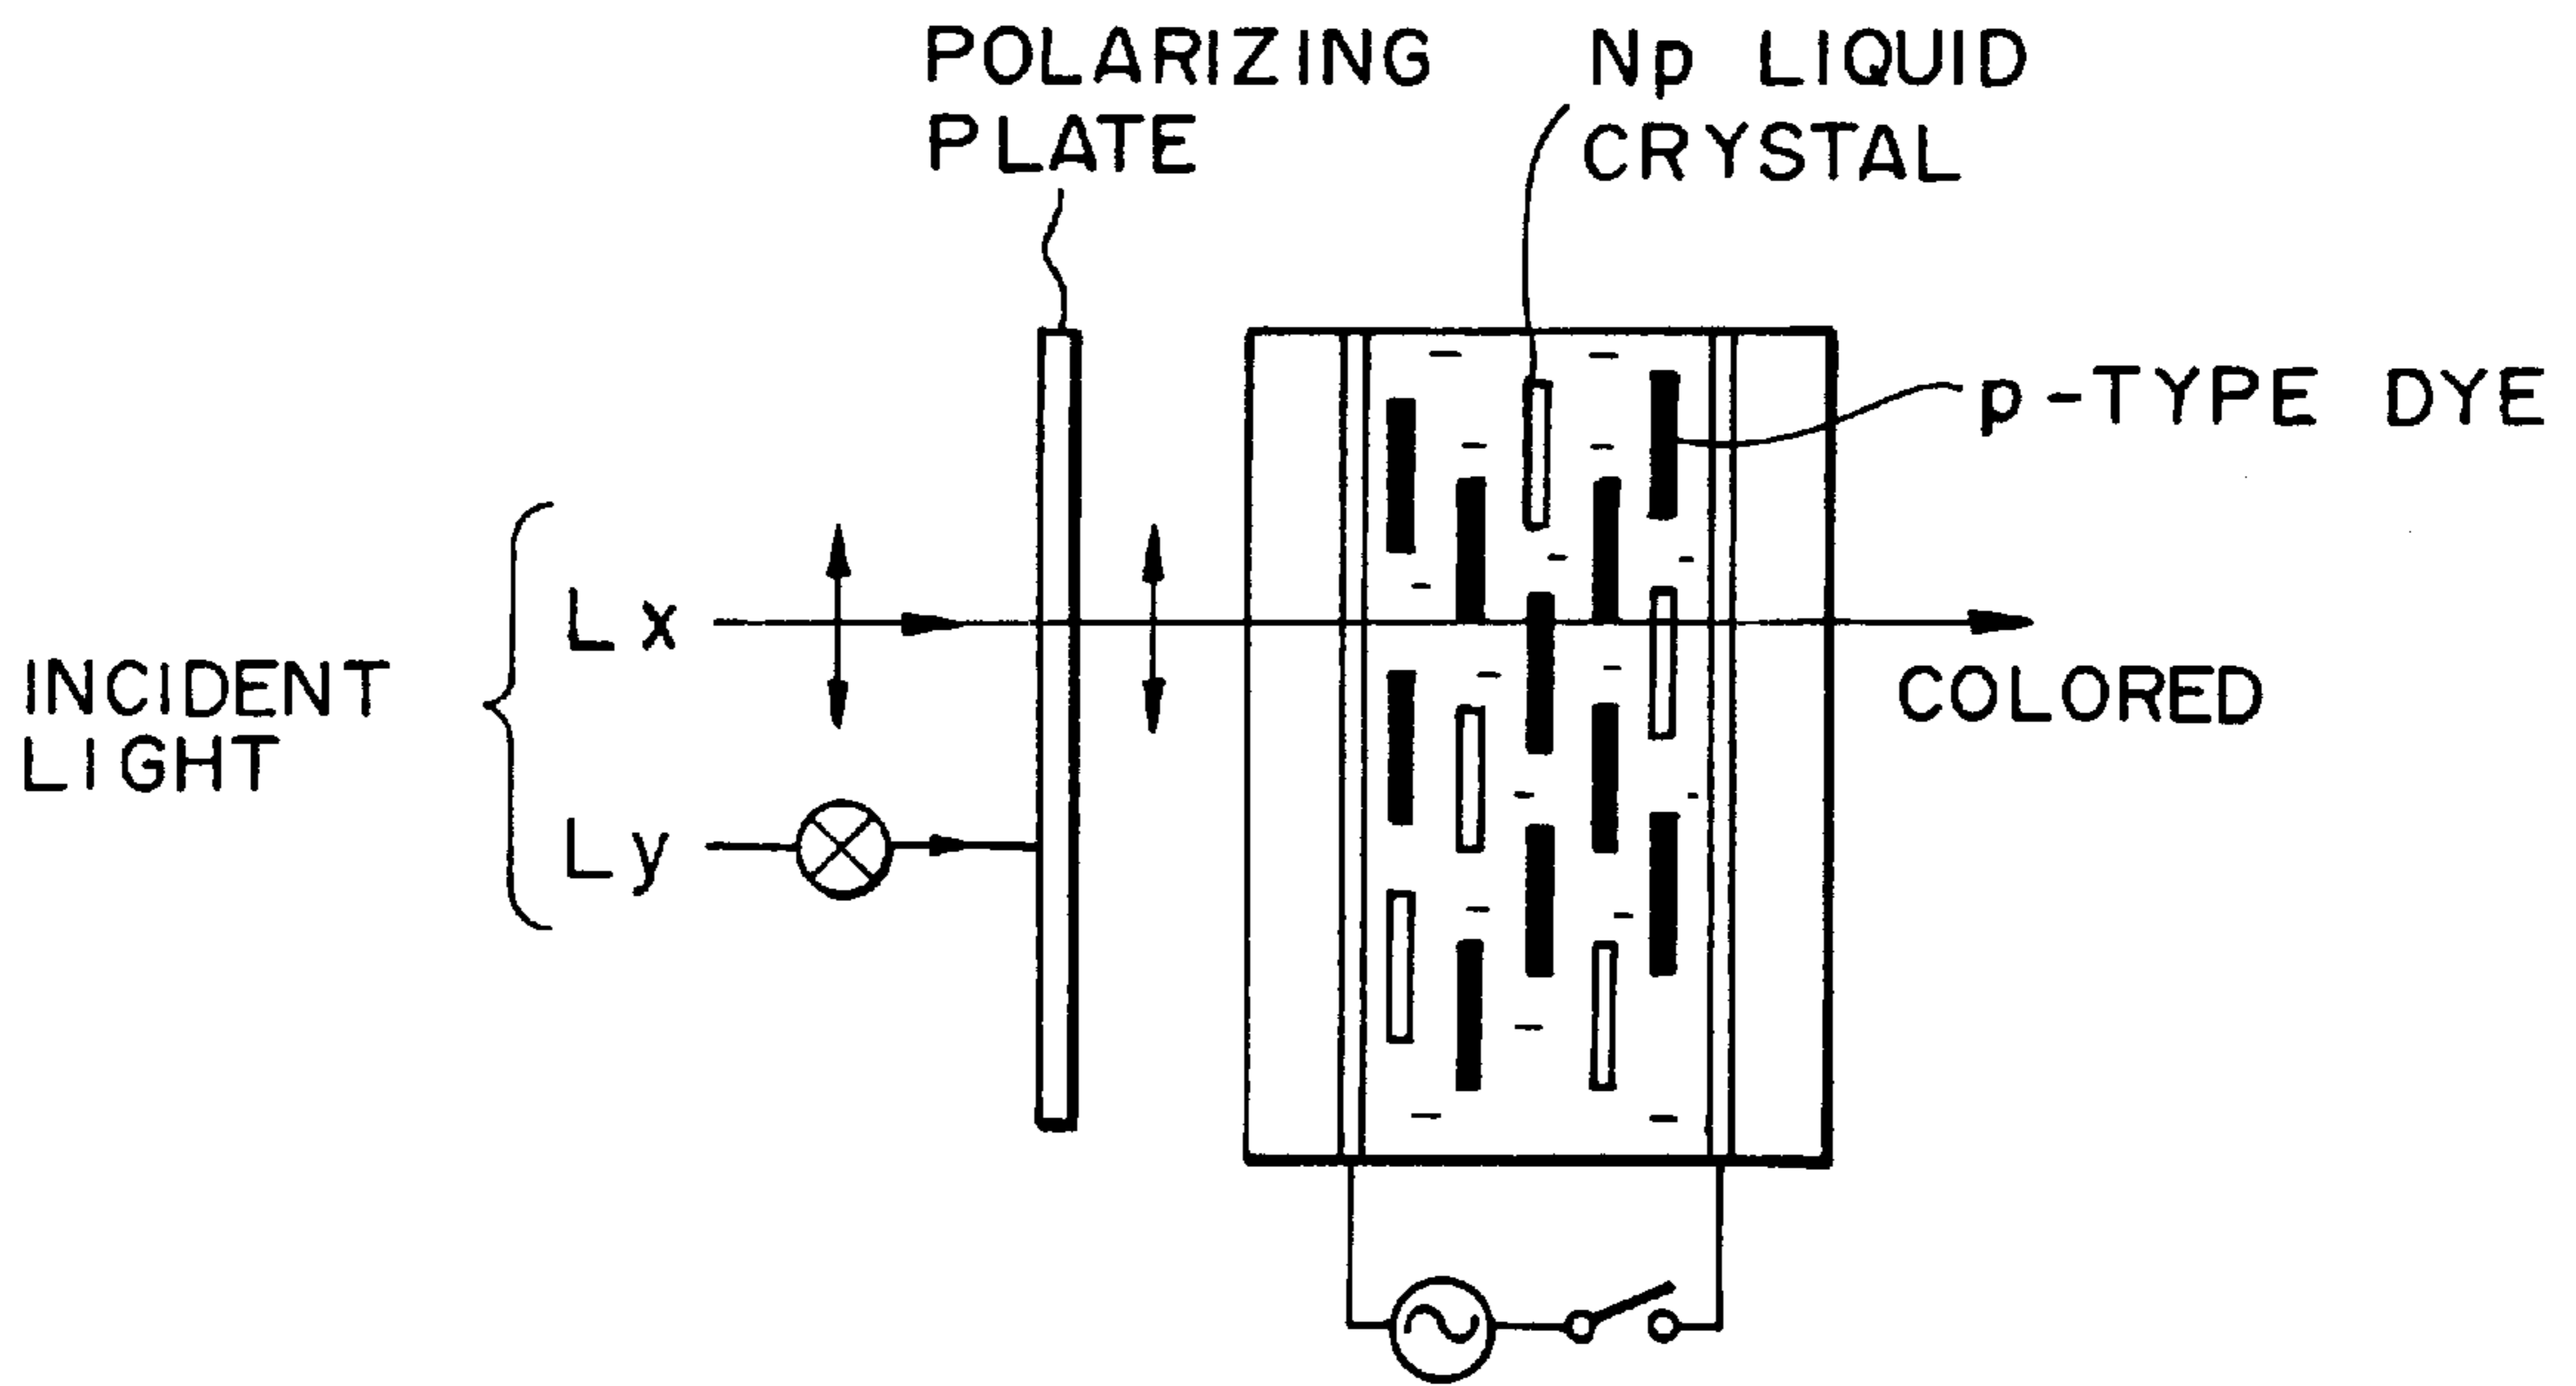 POLARIZING
PLATE
Np LIQUID
CRYSTAL
p-TYPE DYE
INCIDENT
LIGHT
Lx
Ly
COLORED